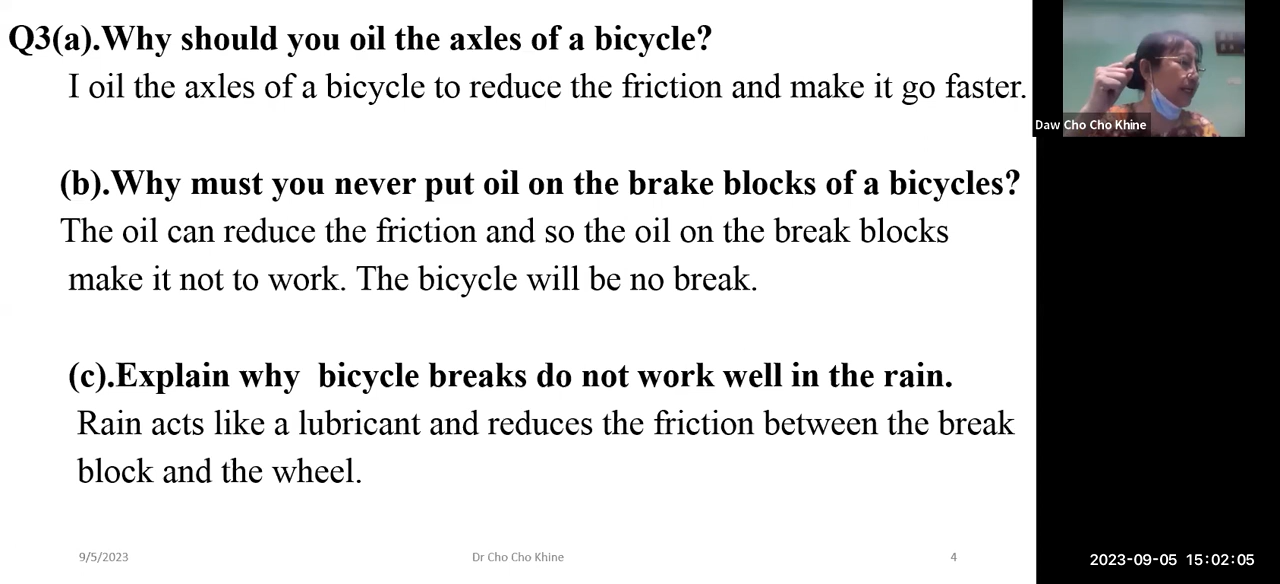 Q3(a).Why should you oil the axles of a bicycle?
I oil the axles of a bicycle to reduce the friction and make it go faster.
Daw Cho Cho Khine
(b).Why must you never put oil on the brake blocks of a bicycles?
The oil can reduce the friction and so the oil on the break blocks
make it not to work. The bicycle will be no break.
(c).Explain why bicycle breaks do not work well in the rain.
Rain acts like a lubricant and reduces the friction between the break
block and the wheel.
9/5/2023
Dr Cho Cho Khine
4
2023-09-05 15:02:05